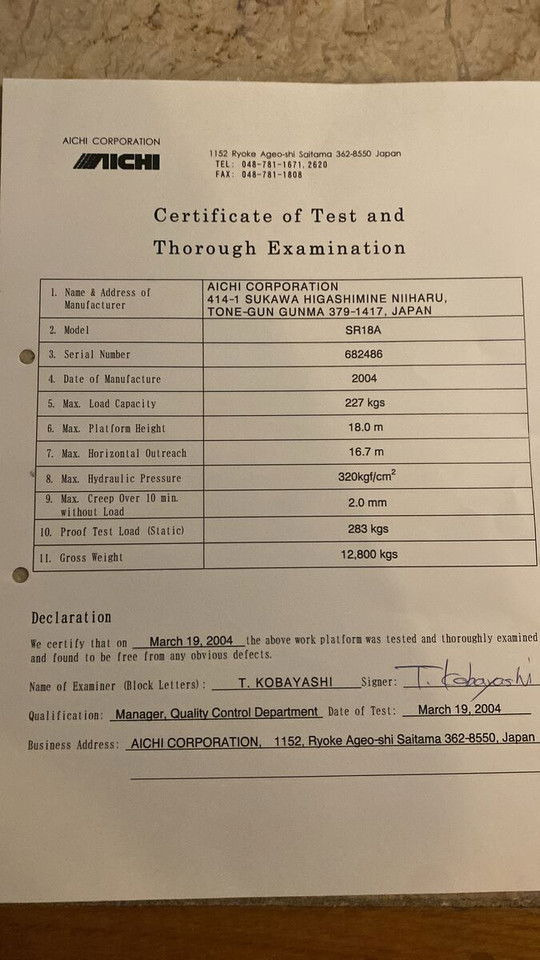 AICHI CORPORATION
AICHI
1152 Ryoke Ageo-shi Saitama 362-8550 Japan
TEL: 048-781-1671.2620
FAX: 048-781-1808
Certificate of Test and
Thorough Examination
1. Name & Address of
Manufacturer
AICHI CORPORATION
414-1 SUKAWA HIGASHIMINE NIIHARU,
TONE-GUN GUNMA 379-1417, JAPAN
2. Model SR18A
3. Serial Number 682486
4. Date of Manufacture 2004
5. Max. Load Capacity 227 kgs
6. Max. Platform Height 18.0 m
7. Max. Horizontal Outreach 16.7 m
8. Max. Hydraulic Pressure 320kgf/cm²
9. Max. Creep Over 10 min.
without Load
2.0 mm
10. Proof Test Load (Static) 283 kgs
11. Gross Weight 12,800 kgs
Declaration
We certify that on March 19, 2004 the above work platform was tested and thoroughly examined
and found to be free from any obvious defects.
Name of Examiner (Block Letters): T. KOBAYASHI Signer: T. Kobayashi
Qualification: Manager, Quality Control Department Date of Test: March 19, 2004
Business Address: AICHI CORPORATION, 1152, Ryoke Ageo-shi Saitama 362-8550, Japan